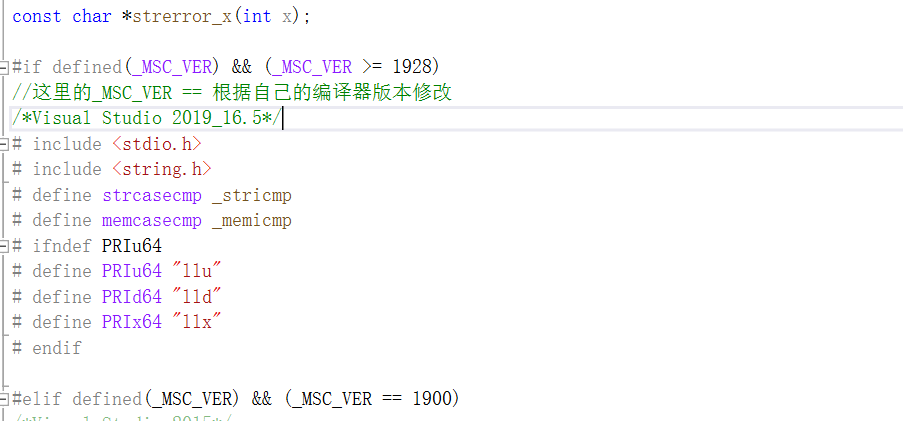 const char *strerror_x(int x);
#if defined(_MSC_VER) && (_MSC_VER >= 1928)
//这里的_MSC_VER == 根据自己的编译器版本修改
/*Visual Studio 2019_16.5*/
# include <stdio.h>
# include <string.h>
# define strcasecmp _stricmp
# define memcasecmp _memicmp
# ifndef PRIu64
# define PRIu64 "llu"
# define PRId64 "lld"
# define PRIx64 "llx"
# endif
#elif defined(_MSC_VER) && (_MSC_VER == 1900)
/*Visual Studio 2015*/